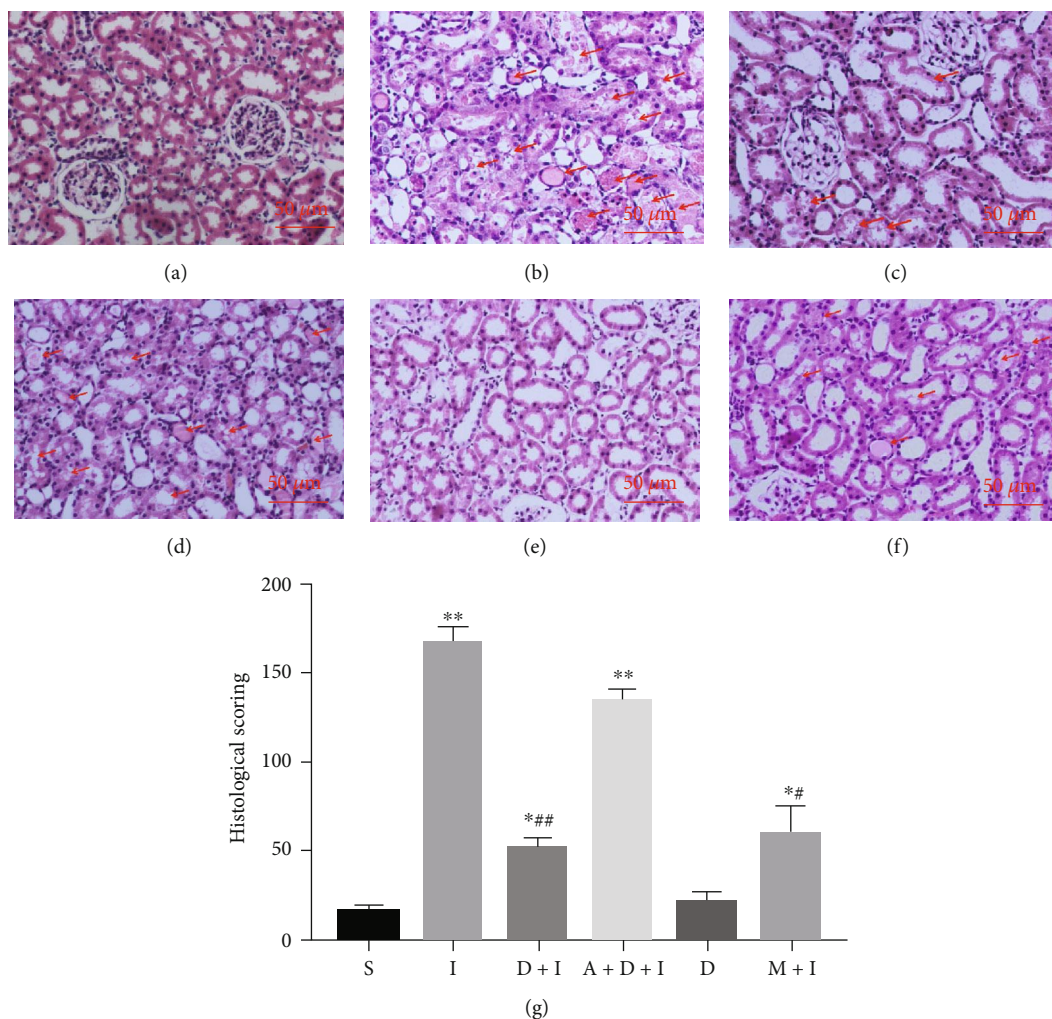 50 μm
50 μm
50 μm
(a)
(b)
(c)
50 μm
50 μm
50 μm
(d)
(e)
(f)
200
150
100
50
0
Histological scoring
**
*##
**
*#
S
I
D + I
A + D + I
D
M + I
(g)